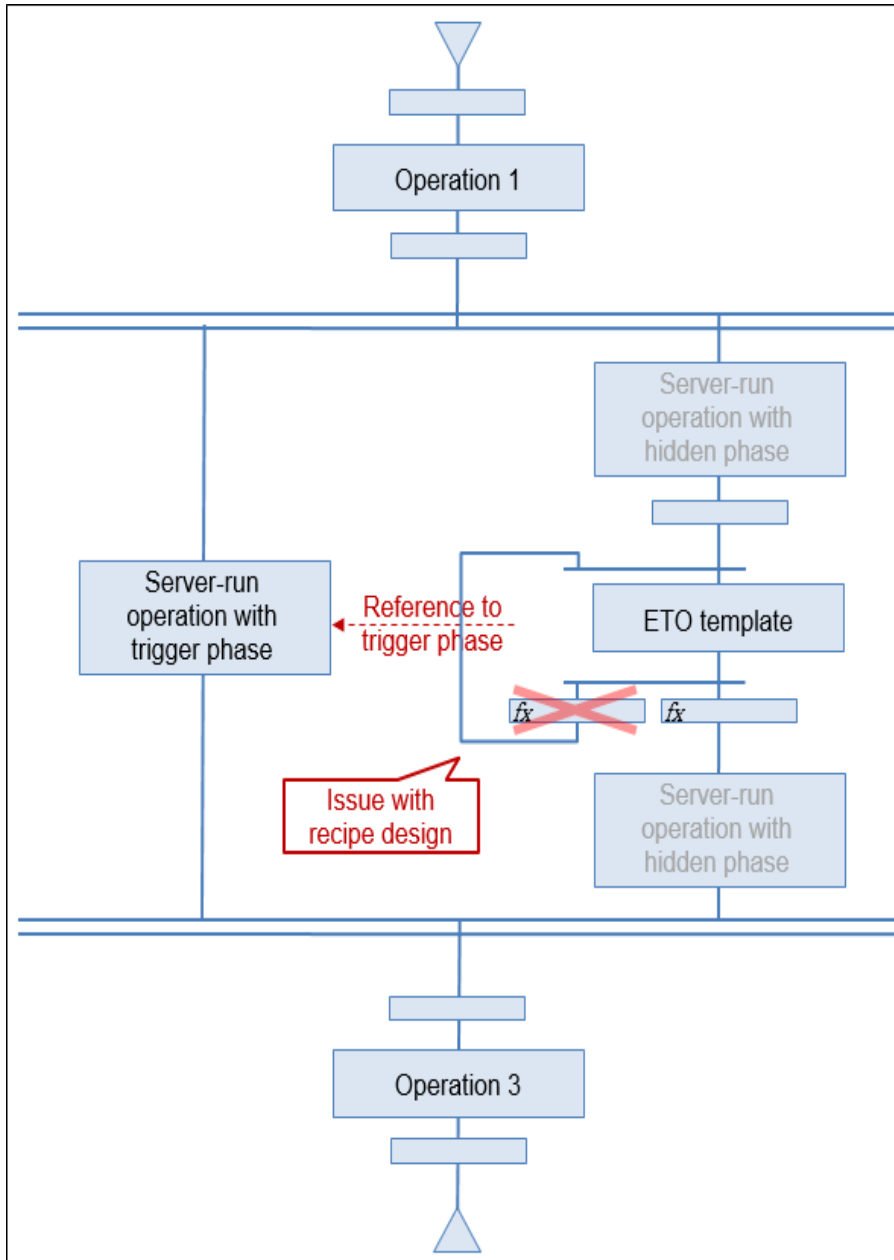 Operation 1
Server-run
operation with
hidden phase
Server-run
operation with
trigger phase
Reference to
trigger phase
ETO template
fx
fx
Issue with
recipe design
Server-run
operation with
hidden phase
Operation 3